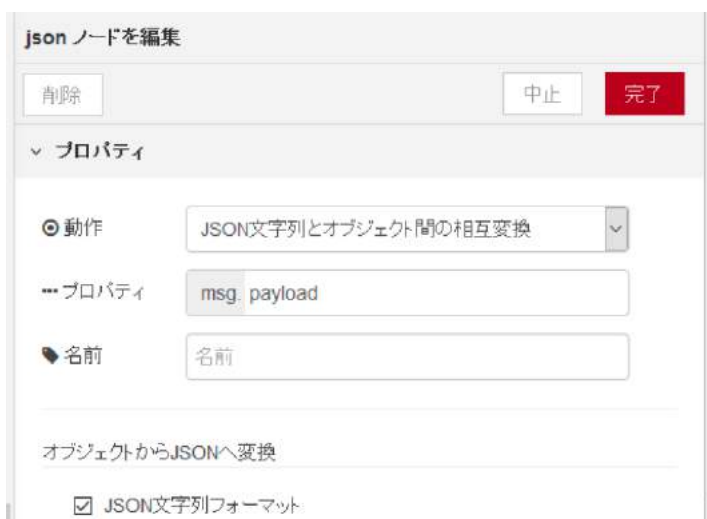 json ノードを編集
削除 中止 完了
プロパティ
動作 JSON文字列とオブジェクト間の相互変換
プロパティ msg. payload
名前 名前
オブジェクトからJSONへ変換
JSON文字列フォーマット